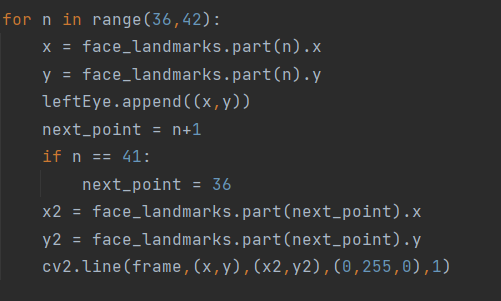 for n in range(36,42):
    x = face_landmarks.part(n).x
    y = face_landmarks.part(n).y
    leftEye.append((x,y))
    next_point = n+1
    if n == 41:
        next_point = 36
    x2 = face_landmarks.part(next_point).x
    y2 = face_landmarks.part(next_point).y
    cv2.line(frame,(x,y),(x2,y2),(0,255,0),1)